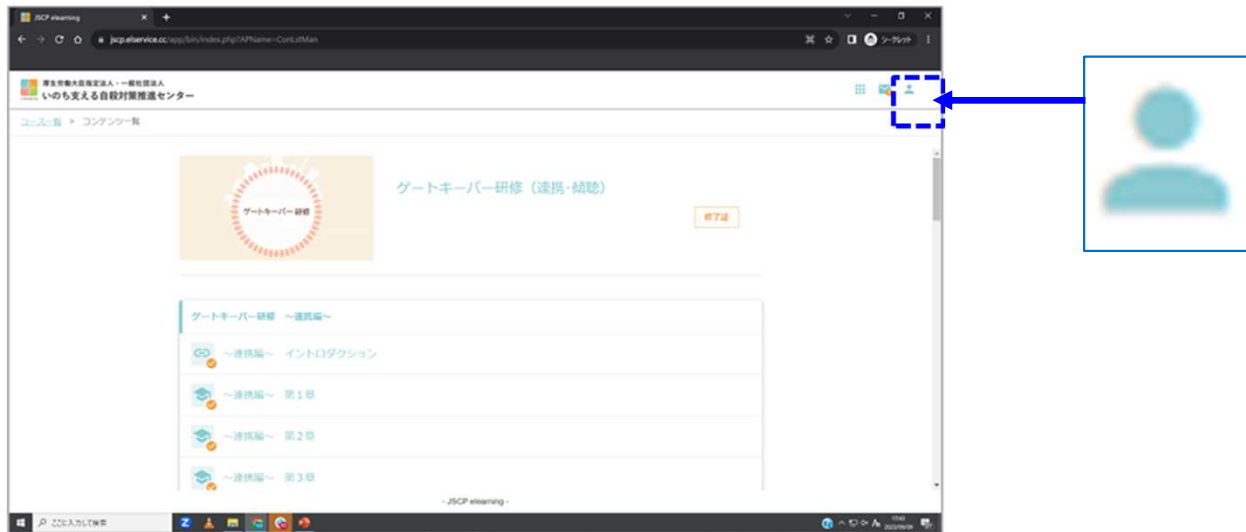 JSCP elearning
jscp.elservice.cc/app/bin/index.php?APName=ConListMan
シークレット
厚生労働大臣指定法人・一般社団法人
いのち支える自殺対策推進センター
コース一覧 > コンテンツ一覧
ゲートキーパー研修
ゲートキーパー研修（連携・傾聴）
修了証
ゲートキーパー研修 ～連携編～
～連携編～ イントロダクション
～連携編～ 第1章
～連携編～ 第2章
～連携編～ 第3章
- JSCP elearning -
ここに入力して検索